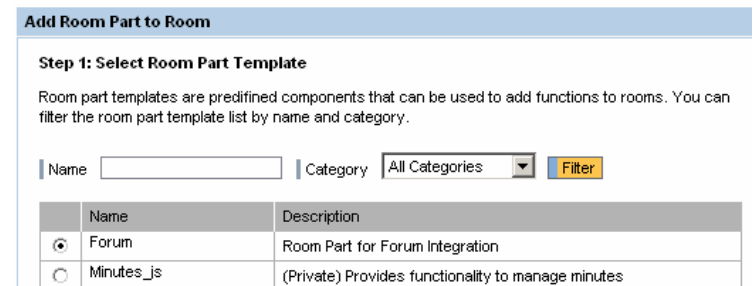 Add Room Part to Room
Step 1: Select Room Part Template
Room part templates are predifined components that can be used to add functions to rooms. You can
filter the room part template list by name and category.
Name Category All Categories Filter
Name Description
Forum Room Part for Forum Integration
Minutes_js (Private) Provides functionality to manage minutes